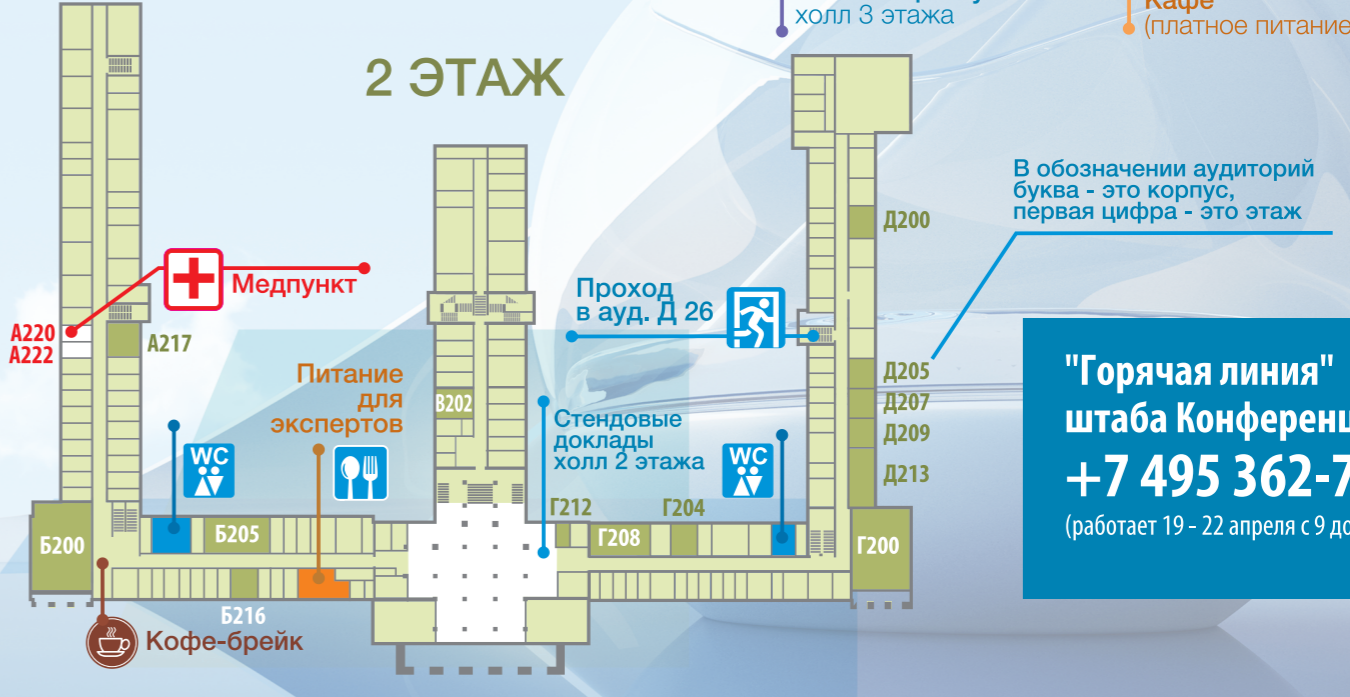 холл 3 этажа
Кафе
(платное питание
2 ЭТАЖ
В обозначении аудиторий
буква - это корпус,
первая цифра - это этаж
Д200
Медпункт
Проход
в ауд. Д 26
А220
А222
А217
Питание
для
экспертов
В202
Стендовые
доклады
холл 2 этажа
Д205
Д207
Д209
Д213
"Горячая линия"
штаба Конференц
+7 495 362-7
(работает 19 - 22 апреля с 9 до
WC
WC
Г212
Г204
Б200
Б205
Г208
Г200
Б216
Кофе-брейк